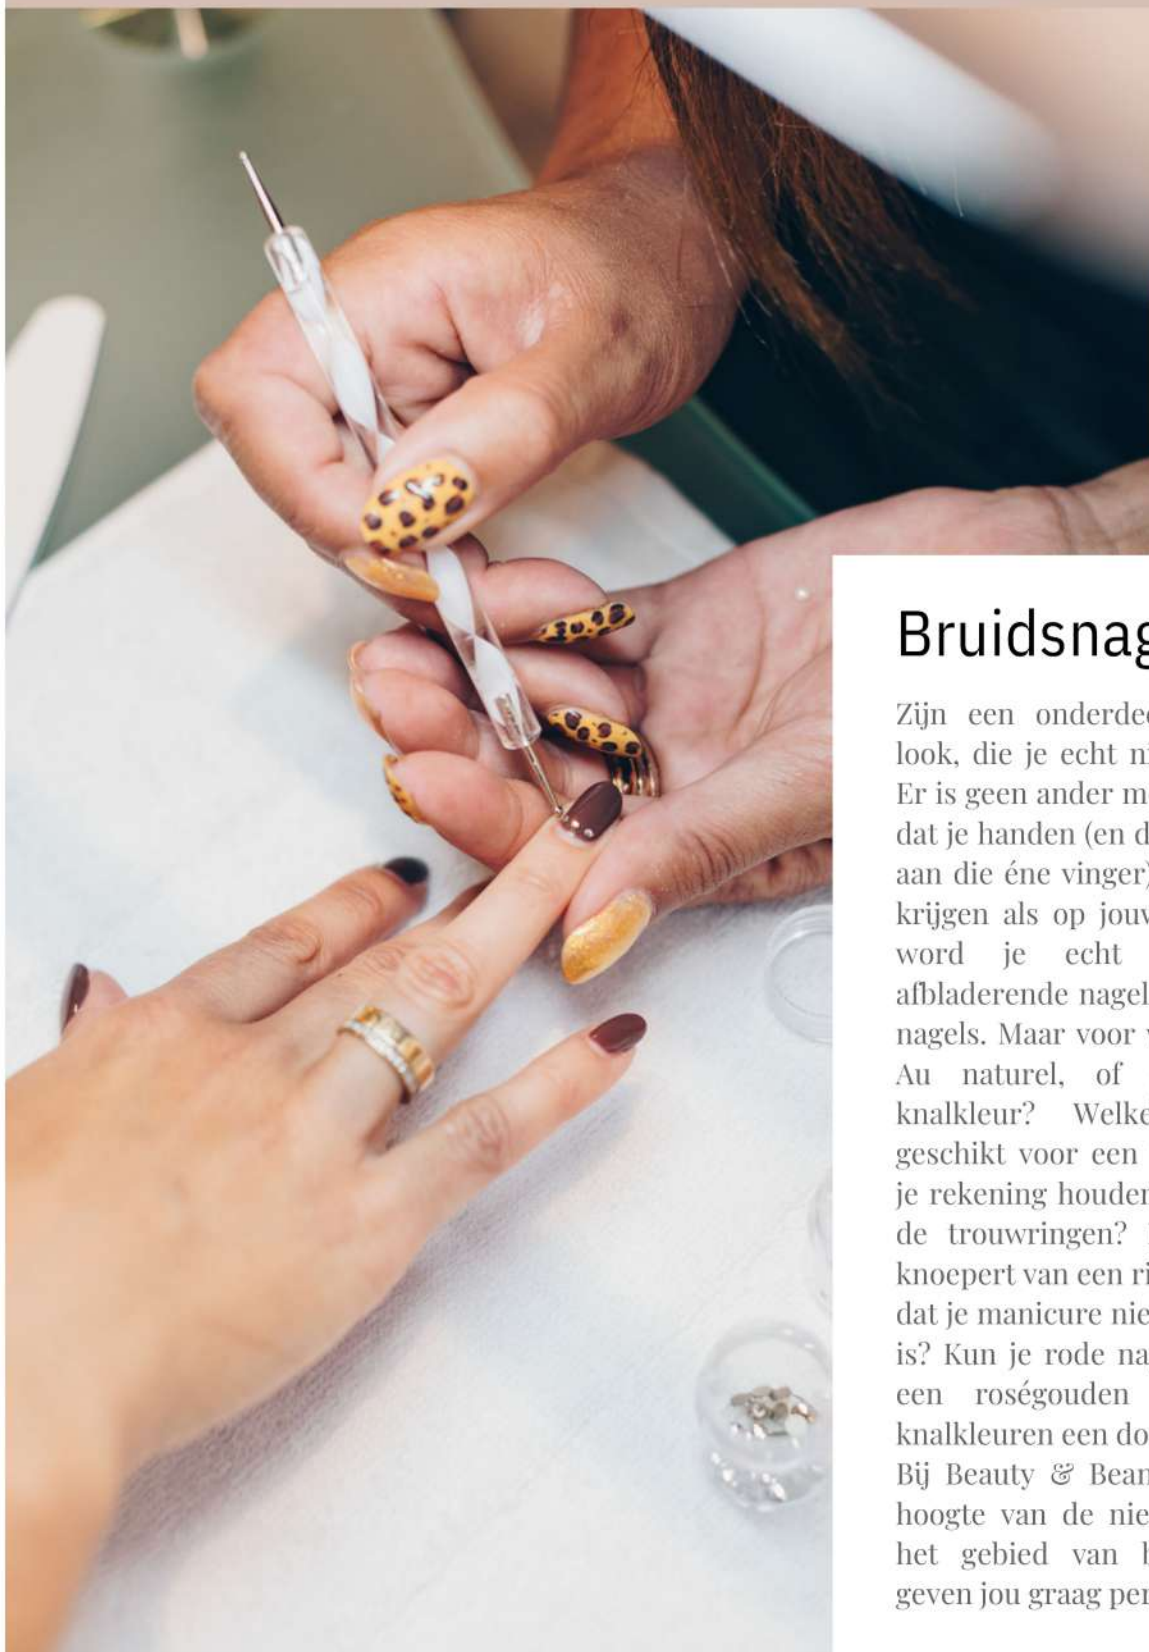 Bruidsnag
Zijn een onderdee
look, die je echt ni
Er is geen ander m
dat je handen (en d
aan die éne vinger)
krijgen als op jouw
word je echt
afbladerende nagel
nagels. Maar voor
Au naturel, of
knalkleur? Welke
geschikt voor een
je rekening houden
de trouwringen?
knoepert van een ri
dat je manicure nie
is? Kun je rode na
een roségouden
knalkleuren een do
Bij Beauty & Bean
hoogte van de nie
het gebied van b
geven jou graag per